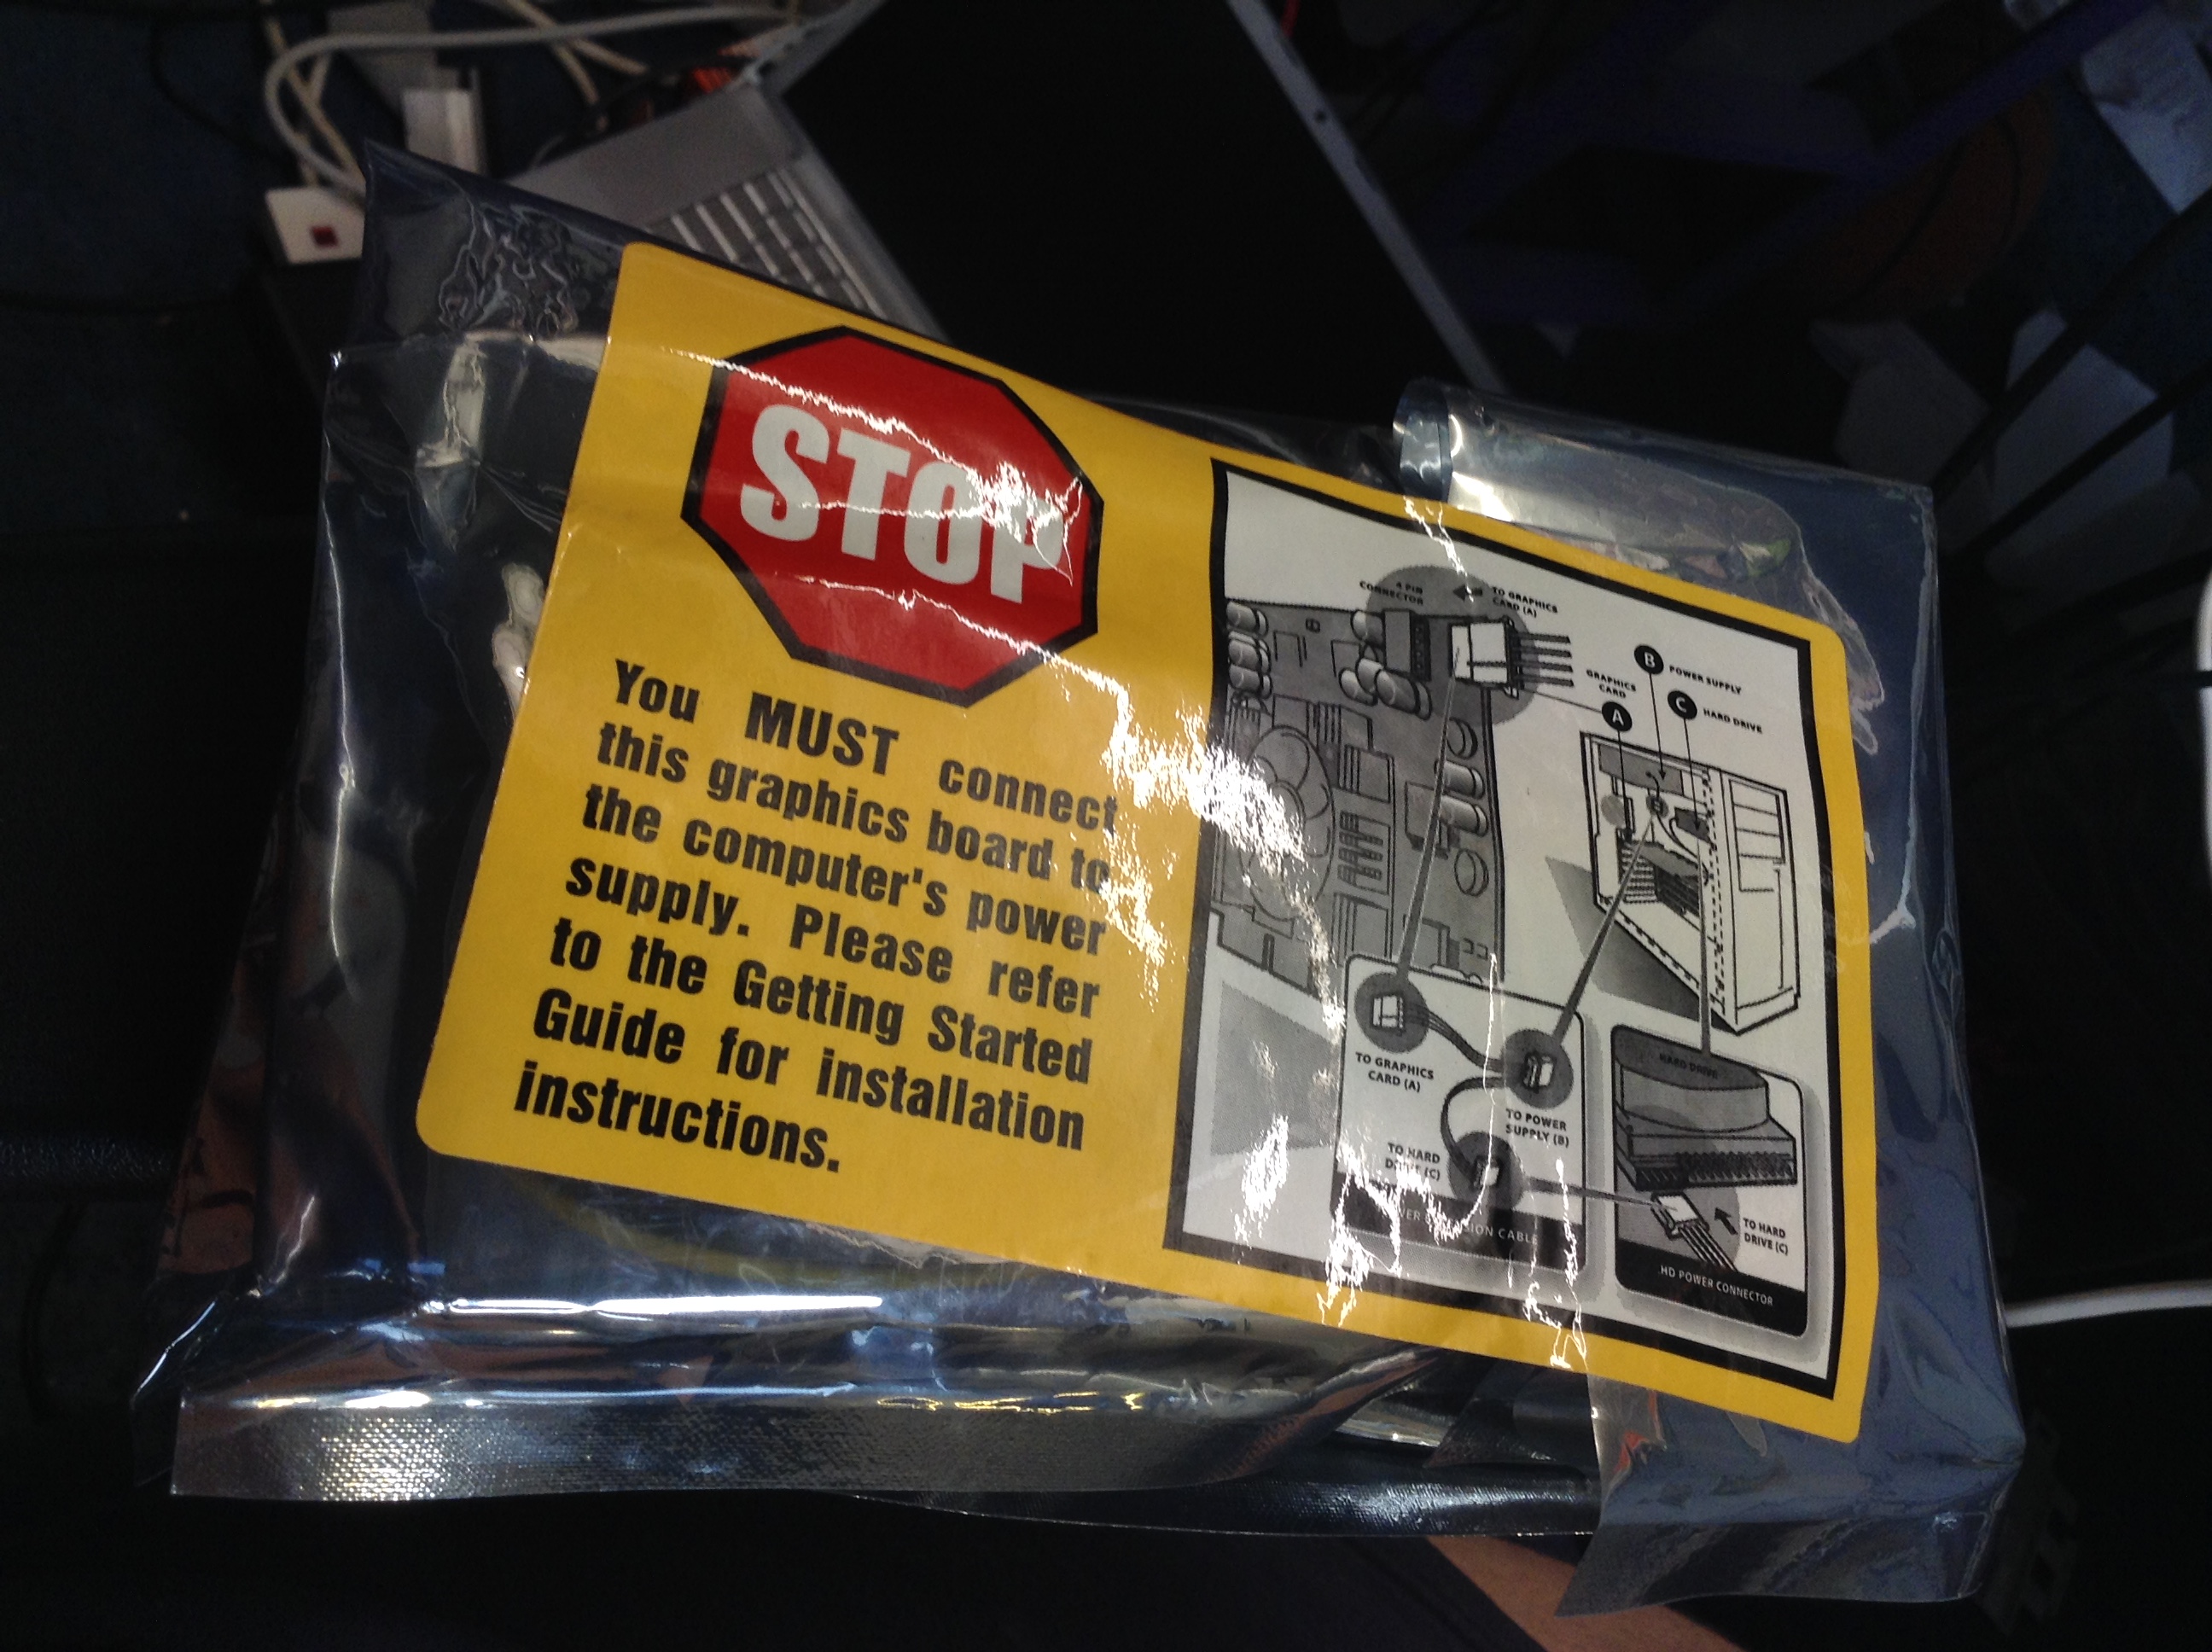 STOP
You MUST connect
this graphics board to
the computer's power
supply. Please refer
to the Getting Started
Guide for installation
instructions.
4 PIN
CONNECTOR
TO GRAPHICS
CARD (A)
GRAPHICS
CARD
A
B POWER SUPPLY
C HARD DRIVE
TO GRAPHICS
CARD (A)
TO POWER
SUPPLY (B)
TO HARD
DRIVE (C)
CABLE
HARD DRIVE
TO HARD
DRIVE (C)
HD POWER CONNECTOR